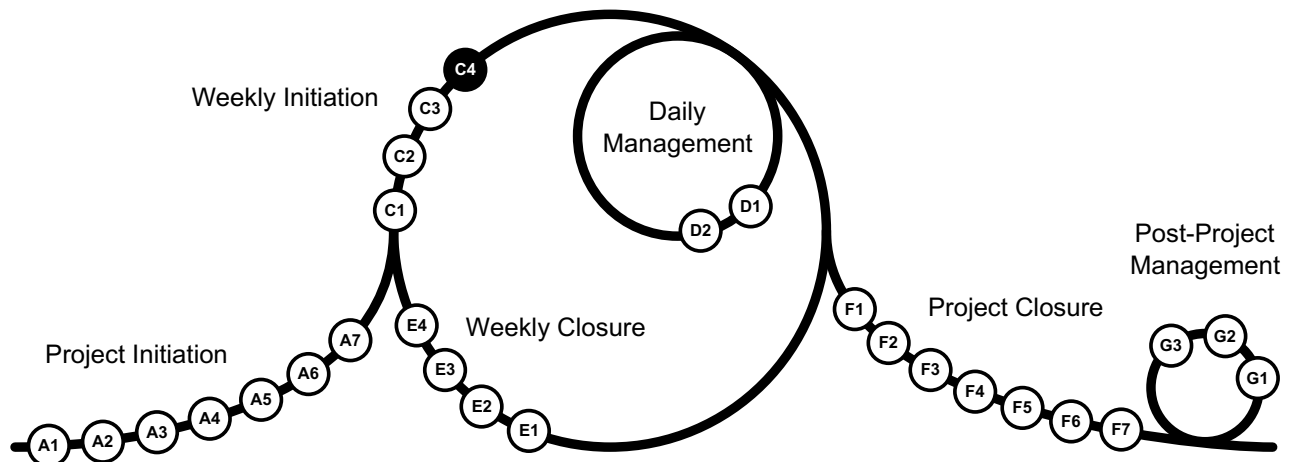 C4
Weekly Initiation
C3
C2
C1
Daily
Management
D1
D2
Post-Project
Management
E4
E3
E2
E1
Weekly Closure
Project Initiation
A1
A2
A3
A4
A5
A6
A7
Project Closure
F1
F2
F3
F4
F5
F6
F7
G3
G2
G1